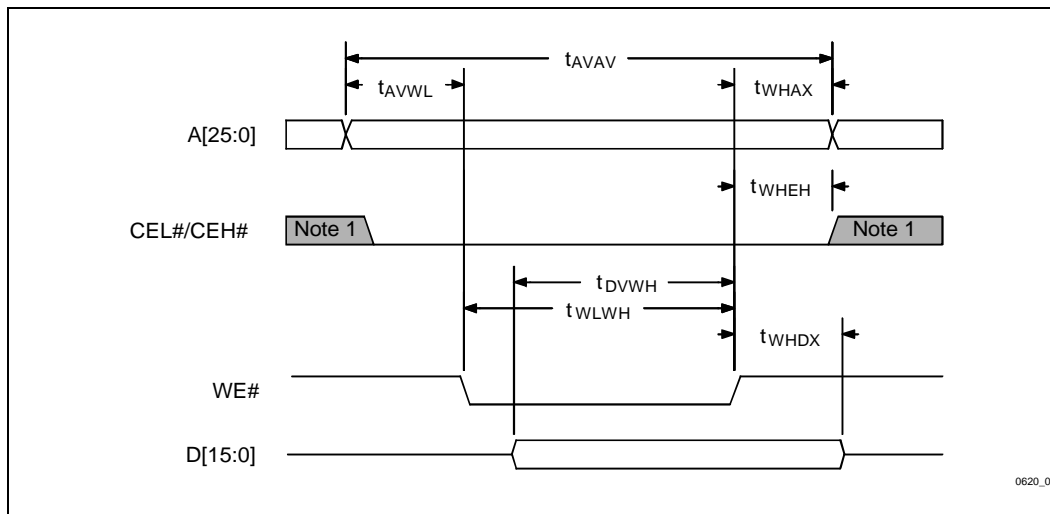 tAVAV
tAVWL
tWHAX
A[25:0]
tWHEH
CEL#/CEH#
Note 1
Note 1
tDVWH
tWLWH
tWHDX
WE#
D[15:0]
0620_0